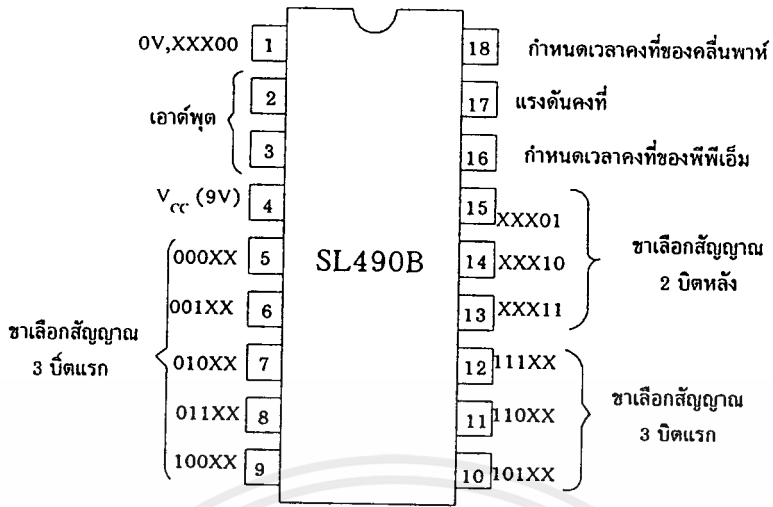 0V,XXX00 1
18 กำหนดเวลาคงที่ของคลื่นพาห์
2
17 แรงดันคงที่
เอาต์พุต
3
16 กำหนดเวลาคงที่ของพีพีเอ็ม
VCC (9V) 4
15 XXX01
ขาเลือกสัญญาณ
2 บิตหลัง
000XX 5
SL490B
14 XXX10
001XX 6
13 XXX11
ขาเลือกสัญญาณ
3 บิ๊ตแรก
010XX 7
12 111XX
011XX 8
11 110XX
ขาเลือกสัญญาณ
3 บิตแรก
100XX 9
10 101XX